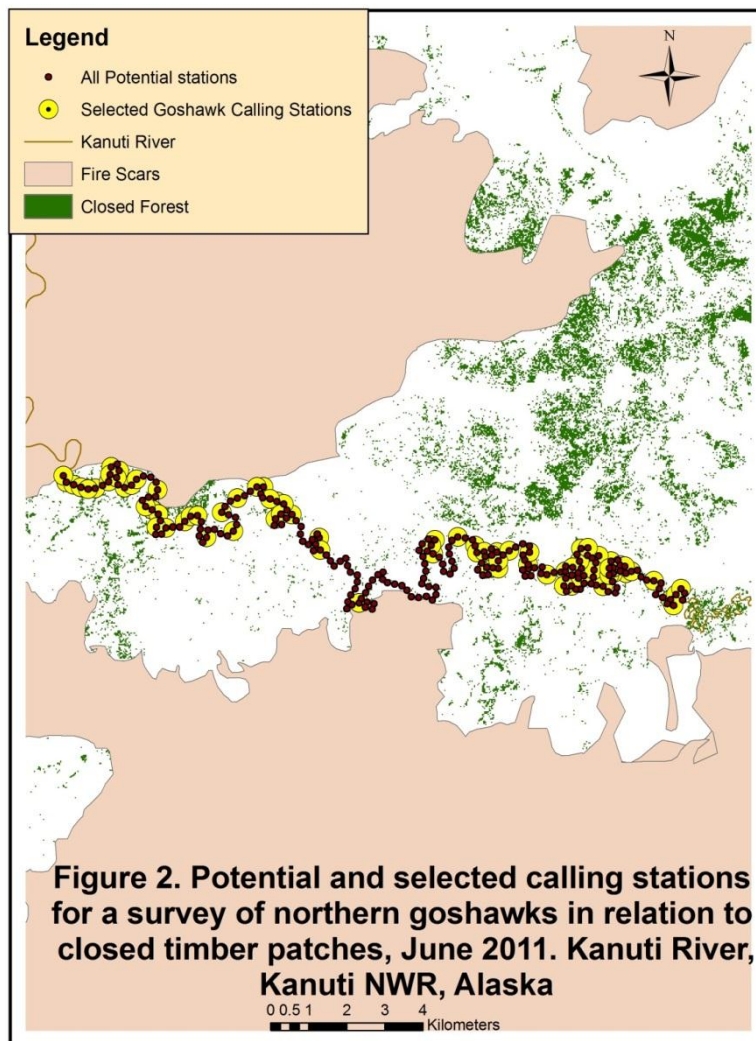 Legend
All Potential stations
Selected Goshawk Calling Stations
Kanuti River
Fire Scars
Closed Forest
N
Figure 2. Potential and selected calling stations
for a survey of northern goshawks in relation to
closed timber patches, June 2011. Kanuti River,
Kanuti NWR, Alaska
0 0.5 1 2 3 4
Kilometers